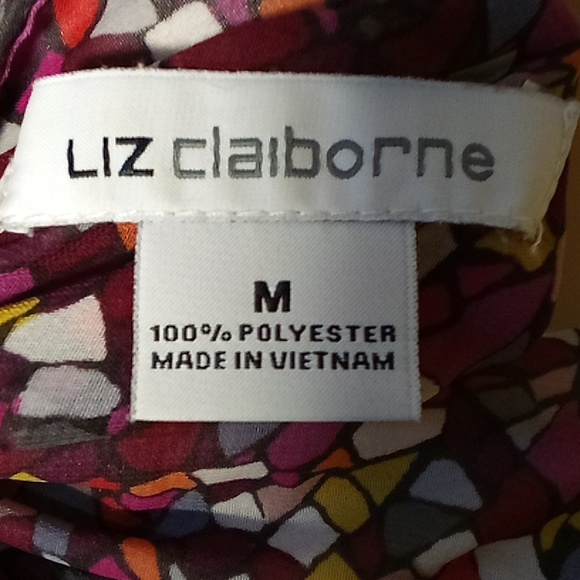 LIZ claiborne
M
100% POLYESTER
MADE IN VIETNAM